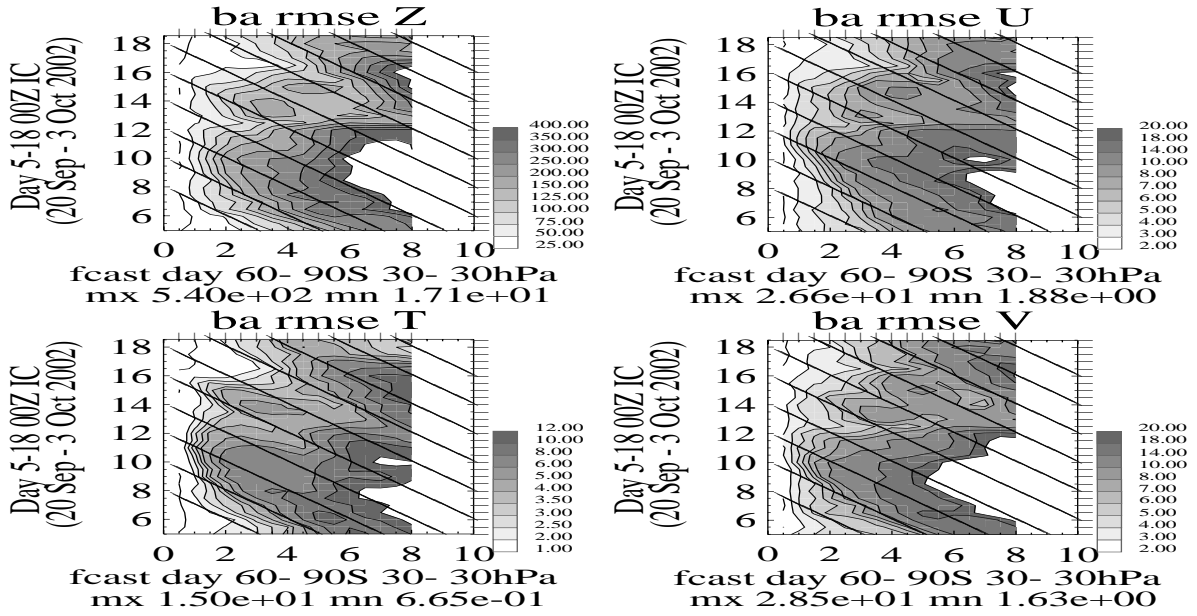 ba rmse Z
Day 5-18 00Z IC
(20 Sep - 3 Oct 2002)
18
16
14
12
10
8
6
0 2 4 6 8 10
400.00
350.00
300.00
250.00
200.00
150.00
100.00
75.00
50.00
25.00
fcast day 60- 90S 30- 30hPa
mx 5.40e+02 mn 1.71e+01
ba rmse U
Day 5-18 00Z IC
(20 Sep - 3 Oct 2002)
18
16
14
12
10
8
6
0 2 4 6 8 10
20.00
18.00
14.00
10.00
8.00
7.00
6.00
5.00
4.00
3.00
2.00
fcast day 60- 90S 30- 30hPa
mx 2.66e+01 mn 1.88e+00
ba rmse T
Day 5-18 00Z IC
(20 Sep - 3 Oct 2002)
18
16
14
12
10
8
6
0 2 4 6 8 10
12.00
10.00
8.00
6.00
5.00
4.00
3.50
3.00
2.50
2.00
1.00
fcast day 60- 90S 30- 30hPa
mx 1.50e+01 mn 6.65e-01
ba rmse V
Day 5-18 00Z IC
(20 Sep - 3 Oct 2002)
18
16
14
12
10
8
6
0 2 4 6 8 10
20.00
18.00
14.00
10.00
8.00
7.00
6.00
5.00
4.00
3.00
2.00
fcast day 60- 90S 30- 30hPa
mx 2.85e+01 mn 1.63e+00